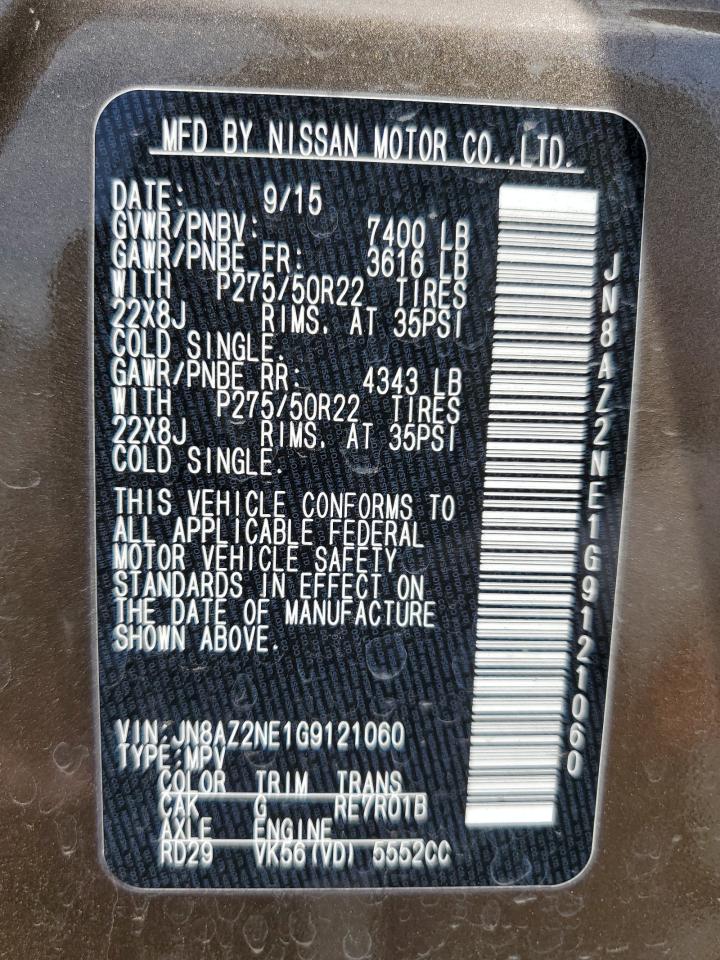 MFD BY NISSAN MOTOR CO.,LTD.
DATE: 9/15
GVWR/PNBV: 7400 LB
GAWR/PNBE FR: 3616 LB
WITH P275/50R22 TIRES
22X8J RIMS. AT 35PSI
COLD SINGLE.
GAWR/PNBE RR: 4343 LB
WITH P275/50R22 TIRES
22X8J RIMS. AT 35PSI
COLD SINGLE.
THIS VEHICLE CONFORMS TO
ALL APPLICABLE FEDERAL
MOTOR VEHICLE SAFETY
STANDARDS IN EFFECT ON
THE DATE OF MANUFACTURE
SHOWN ABOVE.
VIN:JN8AZ2NE1G9121060
TYPE:MPV
COLOR TRIM TRANS
CAK G RE7R01B
AXLE ENGINE
RD29 VK56(VD) 5552CC
JN8AZ2NE1G9121060